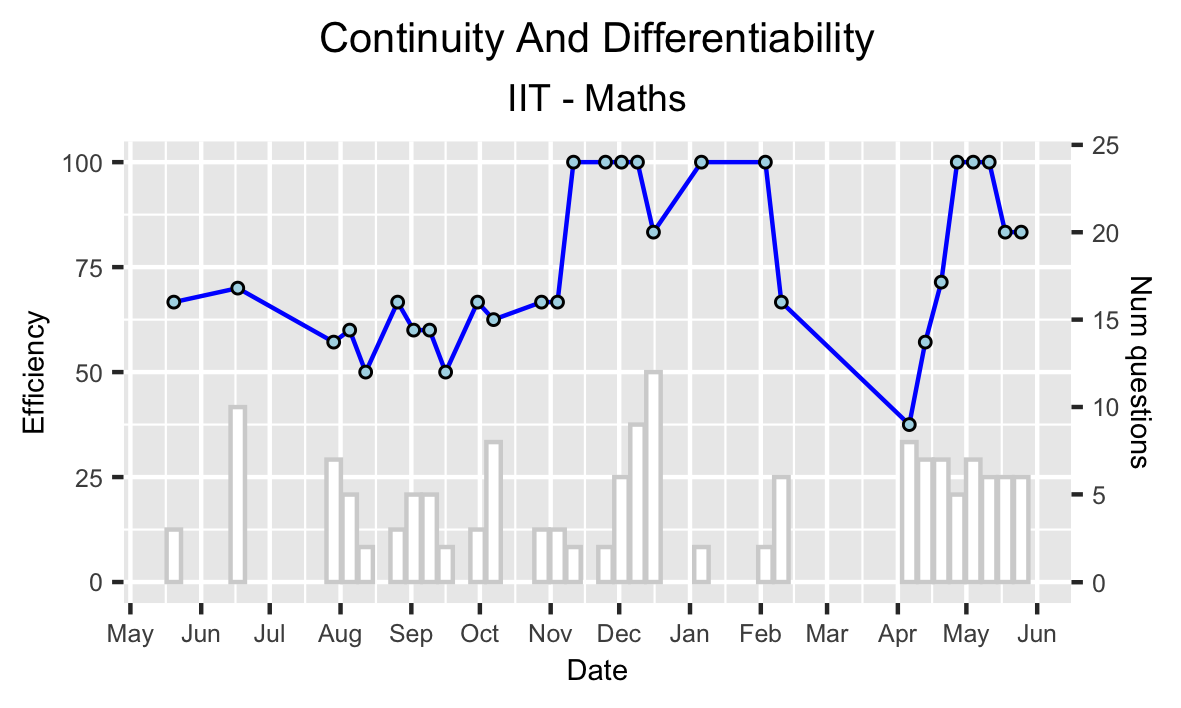 Continuity And Differentiability
IIT - Maths
Efficiency
100
75
50
25
0
25
20
15
10
5
0
Num questions
May Jun Jul Aug Sep Oct Nov Dec Jan Feb Mar Apr May Jun
Date